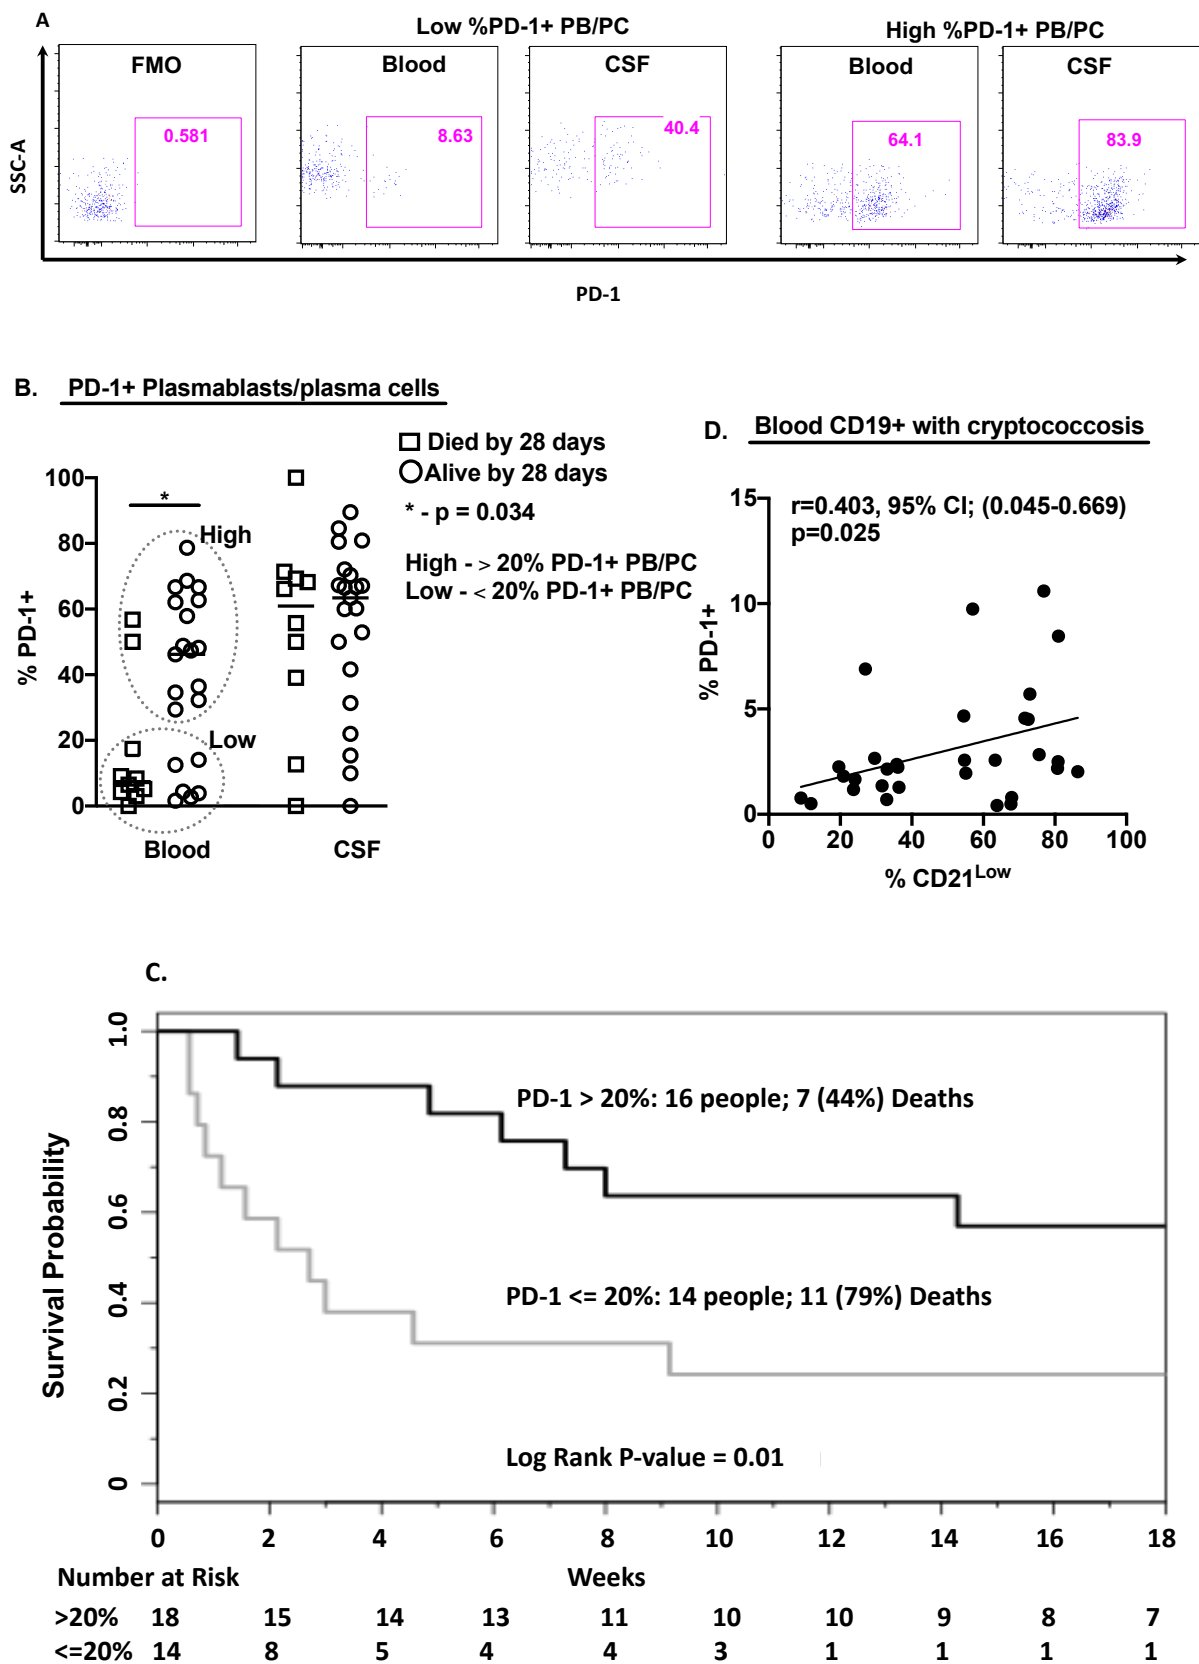 A
Low %PD-1+ PB/PC
High %PD-1+ PB/PC
FMO
Blood
CSF
Blood
CSF
0.581
8.63
40.4
64.1
83.9
SSC-A
PD-1
B. PD-1+ Plasmablasts/plasma cells
Died by 28 days
Alive by 28 days
* - p = 0.034
High - > 20% PD-1+ PB/PC
Low - < 20% PD-1+ PB/PC
% PD-1+
100
80
60
40
20
0
*
High
Low
Blood
CSF
D. Blood CD19+ with cryptococcosis
r=0.403, 95% CI; (0.045-0.669)
p=0.025
% PD-1+
15
10
5
0
0 20 40 60 80 100
% CD21Low
C.
Survival Probability
1.0
0.8
0.6
0.4
0.2
0
PD-1 > 20%: 16 people; 7 (44%) Deaths
PD-1 <= 20%: 14 people; 11 (79%) Deaths
Log Rank P-value = 0.01
0 2 4 6 8 10 12 14 16 18
Number at Risk
Weeks
>20% 18 15 14 13 11 10 10 9 8 7
<=20% 14 8 5 4 4 3 1 1 1 1